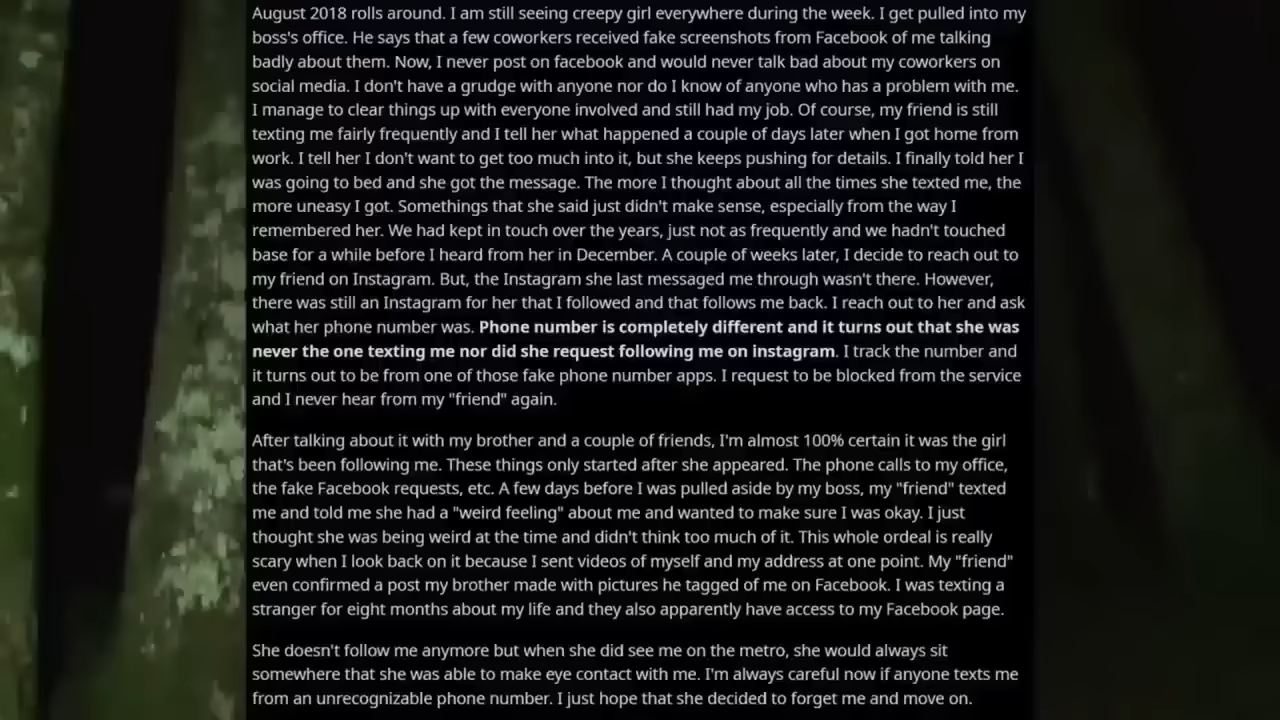 August 2018 rolls around. I am still seeing creepy girl everywhere during the week. I get pulled into my
boss's office. He says that a few coworkers received fake screenshots from Facebook of me talking
badly about them. Now, I never post on facebook and would never talk bad about my coworkers on
social media. I don't have a grudge with anyone nor do I know of anyone who has a problem with me.
I manage to clear things up with everyone involved and still had my job. Of course, my friend is still
texting me fairly frequently and I tell her what happened a couple of days later when I got home from
work. I tell her I don't want to get too much into it, but she keeps pushing for details. I finally told her I
was going to bed and she got the message. The more I thought about all the times she texted me, the
more uneasy I got. Somethings that she said just didn't make sense, especially from the way I
remembered her. We had kept in touch over the years, just not as frequently and we hadn't touched
base for a while before I heard from her in December. A couple of weeks later, I decide to reach out to
my friend on Instagram. But, the Instagram she last messaged me through wasn't there. However,
there was still an Instagram for her that I followed and that follows me back. I reach out to her and ask
what her phone number was. Phone number is completely different and it turns out that she was
never the one texting me nor did she request following me on instagram. I track the number and
it turns out to be from one of those fake phone number apps. I request to be blocked from the service
and I never hear from my "friend" again.
After talking about it with my brother and a couple of friends, I'm almost 100% certain it was the girl
that's been following me. These things only started after she appeared. The phone calls to my office,
the fake Facebook requests, etc. A few days before I was pulled aside by my boss, my "friend" texted
me and told me she had a "weird feeling" about me and wanted to make sure I was okay. I just
thought she was being weird at the time and didn't think too much of it. This whole ordeal is really
scary when I look back on it because I sent videos of myself and my address at one point. My "friend"
even confirmed a post my brother made with pictures he tagged of me on Facebook. I was texting a
stranger for eight months about my life and they also apparently have access to my Facebook page.
She doesn't follow me anymore but when she did see me on the metro, she would always sit
somewhere that she was able to make eye contact with me. I'm always careful now if anyone texts me
from an unrecognizable phone number. I just hope that she decided to forget me and move on.